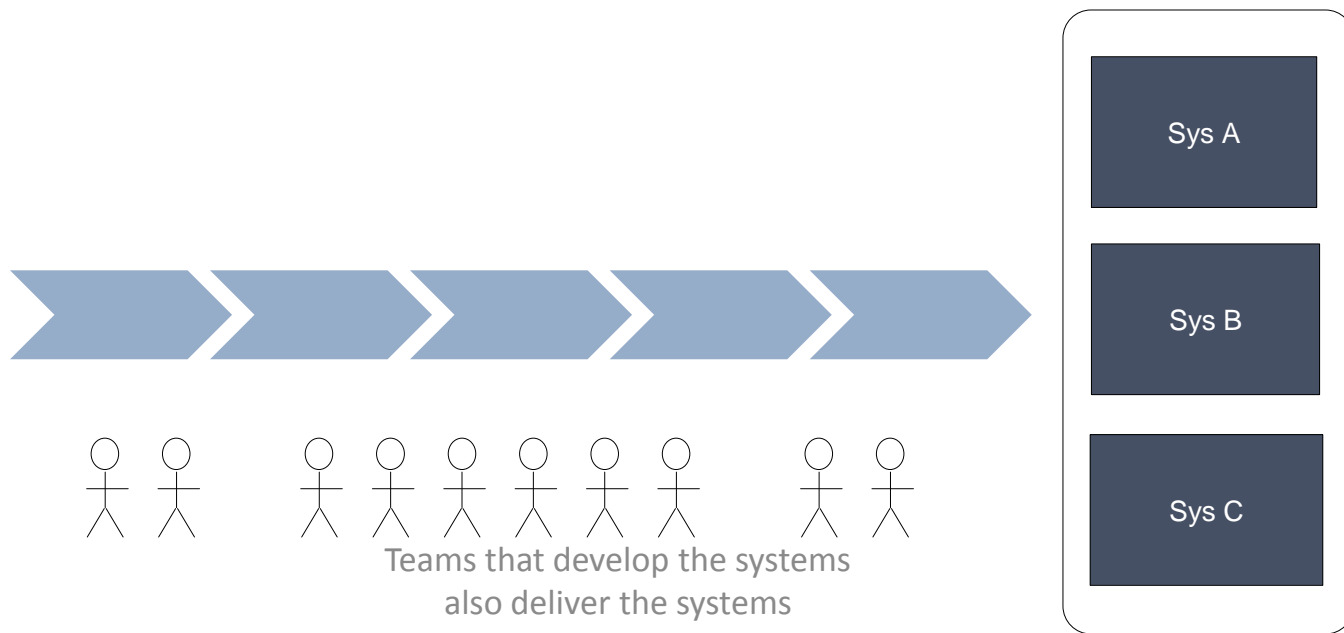 Sys A
Sys B
Sys C
Teams that develop the systems
also deliver the systems